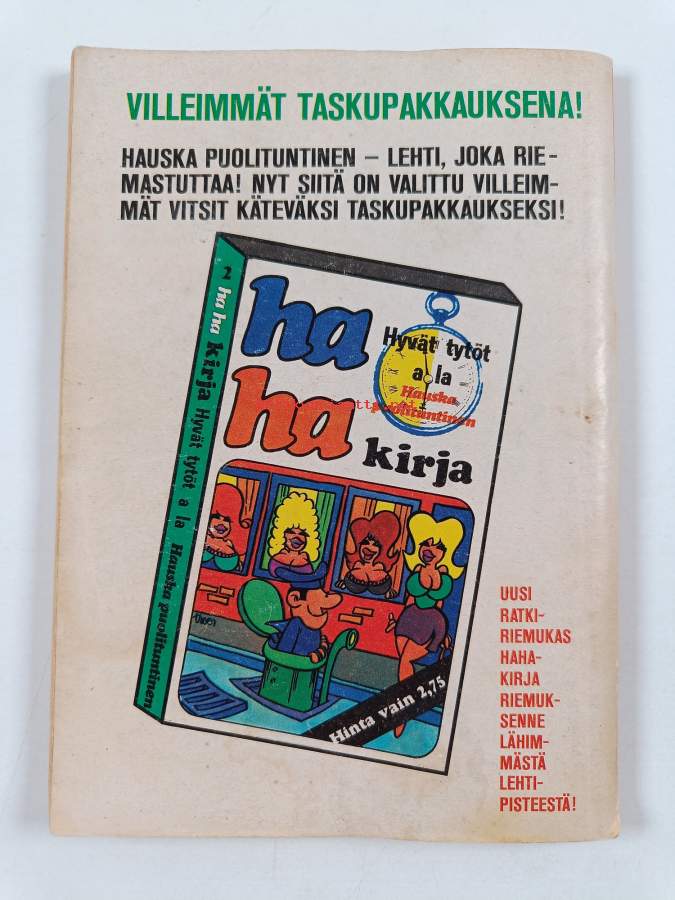 VILLEIMMÄT TASKUPAKKAUKSENA!
HAUSKA PUOLITUNTINEN – LEHTI, JOKA RIE-
MASTUTTAA! NYT SIITÄ ON VALITTU VILLEIM-
MÄT VITSIT KÄTEVÄKSI TASKUPAKKAUKSEKSI!
2 ha ha kirja Hyvät tytöt a la Hauska puolituntinen
ha
ha
kirja
Hyvät tytöt
a la
Hauska
puolituntinen
Hinta vain 2,75
UUSI
RATKI-
RIEMUKAS
HAHA-
KIRJA
RIEMUK-
SENNE
LÄHIM-
MÄSTÄ
LEHTI-
PISTEESTÄ!